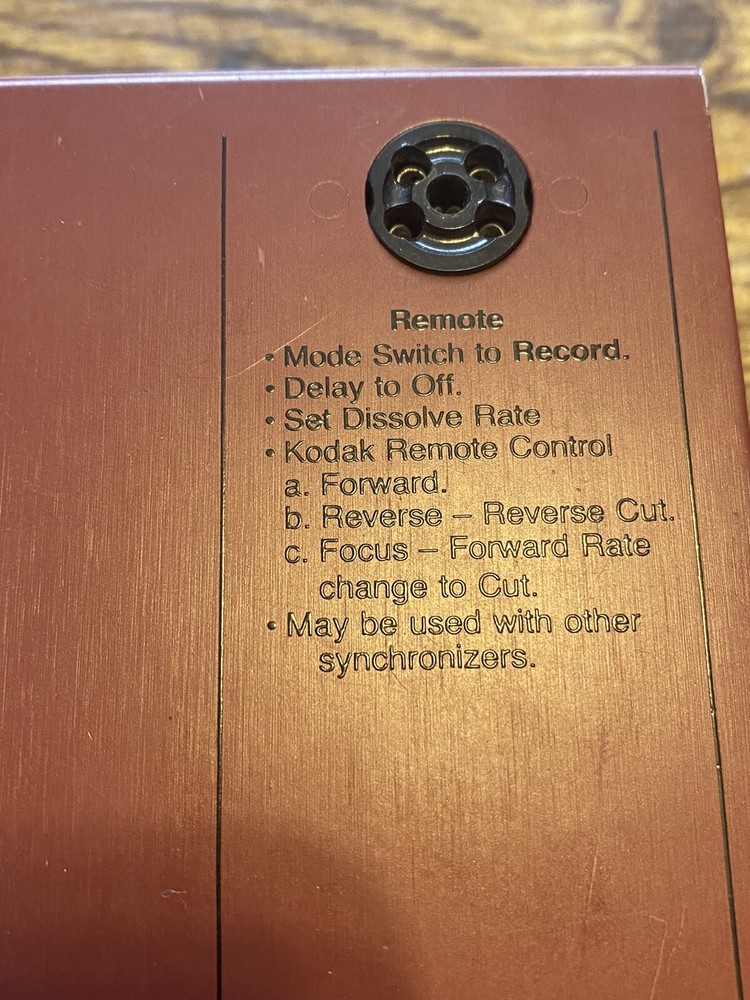 Remote
• Mode Switch to Record.
• Delay to Off.
• Set Dissolve Rate
• Kodak Remote Control
a. Forward.
b. Reverse – Reverse Cut.
c. Focus – Forward Rate
change to Cut.
• May be used with other
synchronizers.